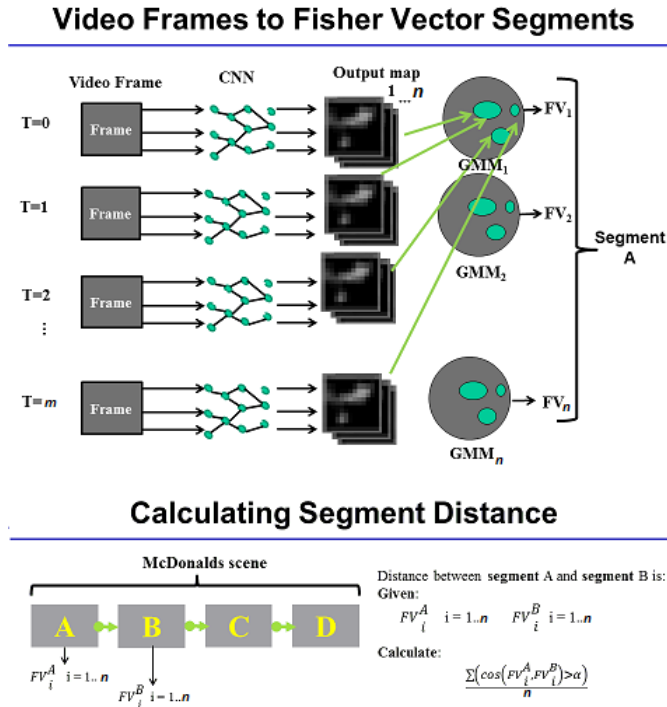 Video Frames to Fisher Vector Segments
Video Frame
CNN
Output map
1 ... n
T=0
Frame
GMM₁
FV₁
T=1
Frame
GMM₂
FV₂
Segment
A
T=2
Frame
...
T=m
Frame
GMMₙ
FVₙ
Calculating Segment Distance
McDonalds scene
A B C D
FVᵢᴬ i = 1.. n
FVᵢᴮ i = 1..n
Distance between segment A and segment B is:
Given:
FVᵢᴬ i = 1..n FVᵢᴮ i = 1..n
Calculate:
∑(cos(FVᵢᴬ,FVᵢᴮ)>α)
n